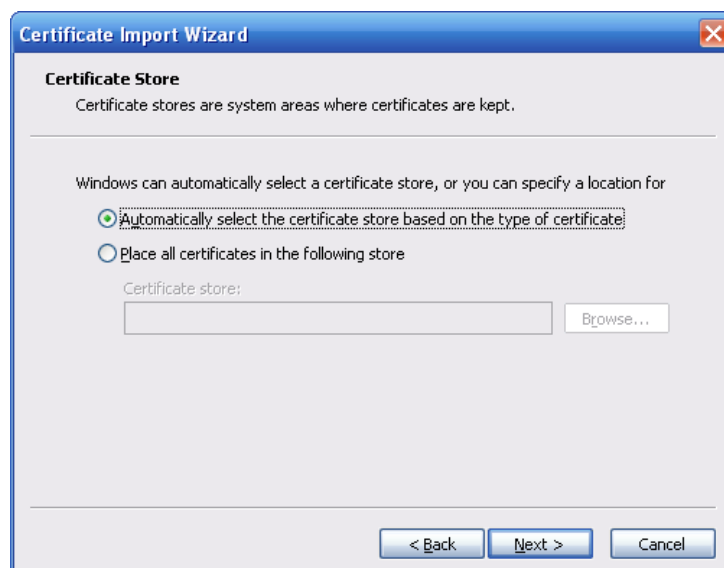 Certificate Import Wizard
Certificate Store
Certificate stores are system areas where certificates are kept.
Windows can automatically select a certificate store, or you can specify a location for
Automatically select the certificate store based on the type of certificate
Place all certificates in the following store
Certificate store:
Browse...
< Back
Next >
Cancel